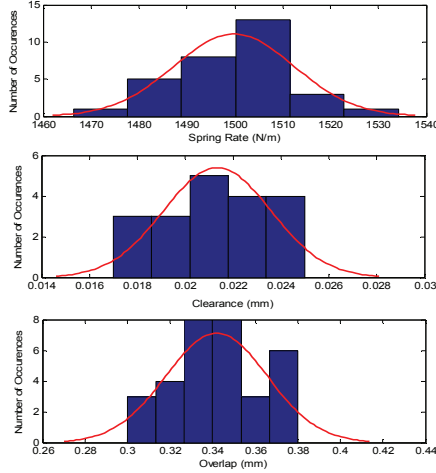 15
10
5
0
Number of Occurences
1460 1470 1480 1490 1500 1510 1520 1530 1540
Spring Rate (N/m)
6
4
2
0
Number of Occurences
0.014 0.016 0.018 0.02 0.022 0.024 0.026 0.028 0.03
Clearance (mm)
8
6
4
2
0
Number of Occurences
0.26 0.28 0.3 0.32 0.34 0.36 0.38 0.4 0.42 0.44
Overlap (mm)